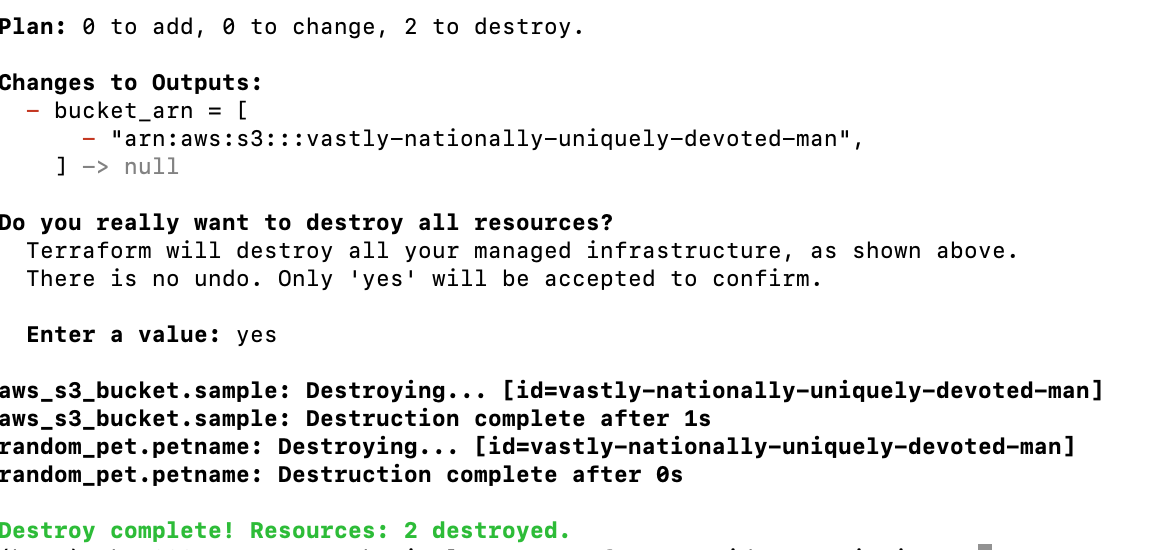 Plan: 0 to add, 0 to change, 2 to destroy.
Changes to Outputs:
- bucket_arn = [
- "arn:aws:s3:::vastly-nationally-uniquely-devoted-man",
] -> null
Do you really want to destroy all resources?
Terraform will destroy all your managed infrastructure, as shown above.
There is no undo. Only 'yes' will be accepted to confirm.
Enter a value: yes
aws_s3_bucket.sample: Destroying... [id=vastly-nationally-uniquely-devoted-man]
aws_s3_bucket.sample: Destruction complete after 1s
random_pet.petname: Destroying... [id=vastly-nationally-uniquely-devoted-man]
random_pet.petname: Destruction complete after 0s
Destroy complete! Resources: 2 destroyed.